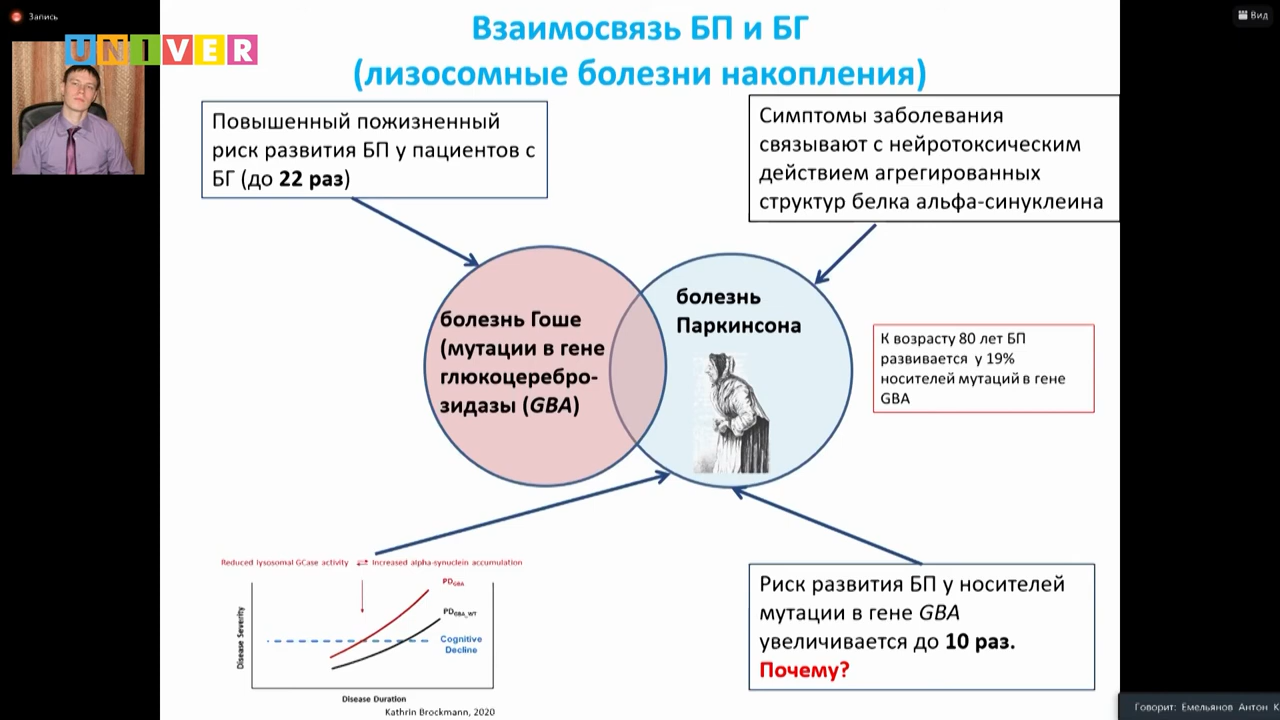 Запись
Вид
UNIVER
Взаимосвязь БП и БГ
(лизосомные болезни накопления)
Повышенный пожизненный
риск развития БП у пациентов с
БГ (до 22 раз)
Симптомы заболевания
связывают с нейротоксическим
действием агрегированных
структур белка альфа-синуклеина
болезнь Гоше
(мутации в гене
глюкоцеребро-
зидазы (GBA)
болезнь
Паркинсона
К возрасту 80 лет БП
развивается у 19%
носителей мутаций в гене
GBA
Reduced lysosomal GCase activity ⇄ Increased alpha-synuclein accumulation
PDGBA
PDGBA_WT
Cognitive
Decline
Disease Severity
Disease Duration
Kathrin Brockmann, 2020
Риск развития БП у носителей
мутации в гене GBA
увеличивается до 10 раз.
Почему?
Говорит: Емельянов Антон К